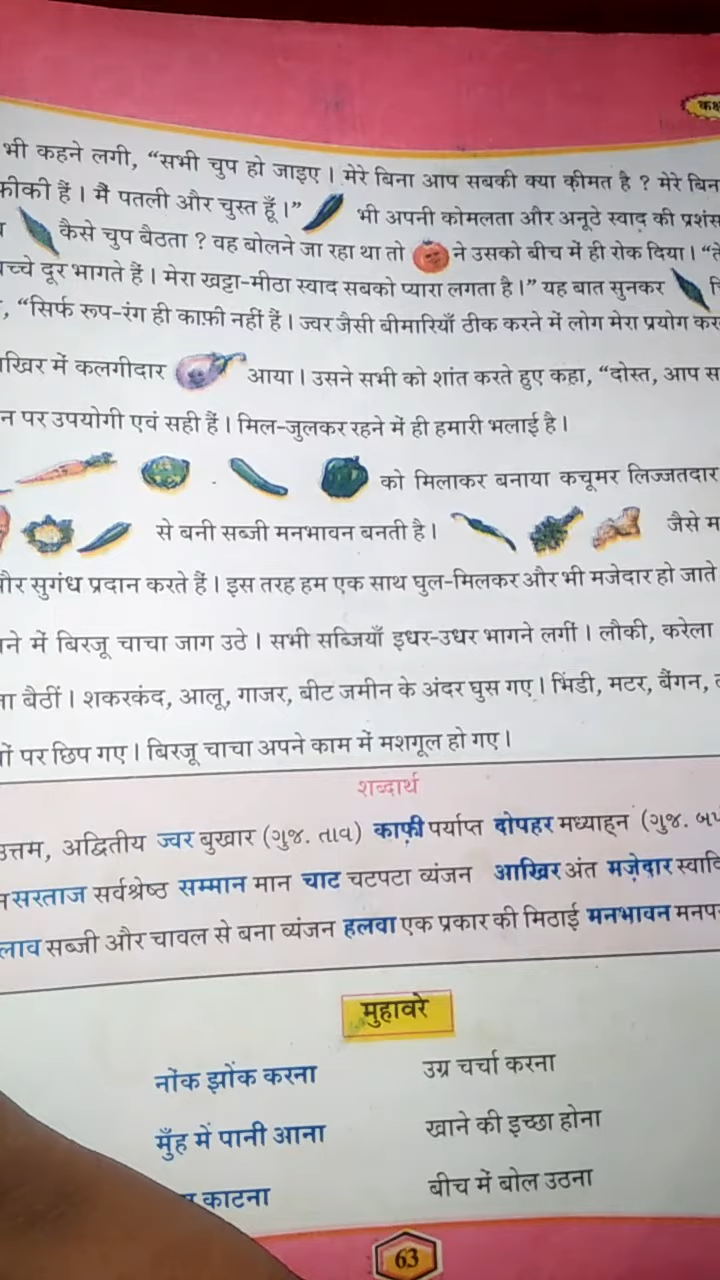 भी कहने लगी, “सभी चुप हो जाइए । मेरे बिना आप सबकी क्या कीमत है ? मेरे
हैं । मैं पतली और चुस्त हूँ ।” भी अपनी कोमलता और अनूठे स्वाद की
कैसे चुप बैठता ? वह बोलने जा रहा था तो ने उसको बीच में ही रोक दिया ।
दूर भागते हैं । मेरा खट्टा-मीठा स्वाद सबको प्यारा लगता है ।” यह बात सुनकर
“सिर्फ रूप-रंग ही काफ़ी नहीं हैं । ज्वर जैसी बीमारियाँ ठीक करने में लोग मेरा प्रयोग
में कलगीदार आया । उसने सभी को शांत करते हुए कहा, “दोस्त, आप
पर उपयोगी एवं सही हैं । मिल-जुलकर रहने में ही हमारी भलाई है ।
को मिलाकर बनाया कचूमर लिज्जतदार
से बनी सब्जी मनभावन बनती है । जैसे
सुगंध प्रदान करते हैं । इस तरह हम एक साथ घुल-मिलकर और भी मजेदार हो जाते
में बिरजू चाचा जाग उठे । सभी सब्जियाँ इधर-उधर भागने लगीं । लौकी, करेला
बैठीं । शकरकंद, आलू, गाजर, बीट जमीन के अंदर घुस गए । भिंडी, मटर, बैंगन,
पर छिप गए । बिरजू चाचा अपने काम में मशगूल हो गए ।
शब्दार्थ
उत्तम, अद्वितीय ज्वर बुखार (ગુજ. તાવ) काफ़ी पर्याप्त दोपहर मध्याह्न (ગુજ.
सरताज सर्वश्रेष्ठ सम्मान मान चाट चटपटा व्यंजन आखिर अंत मज़ेदार
सब्जी और चावल से बना व्यंजन हलवा एक प्रकार की मिठाई मनभावन
मुहावरे
नोंक झोंक करना उग्र चर्चा करना
मुँह में पानी आना खाने की इच्छा होना
काटना बीच में बोल उठना
63